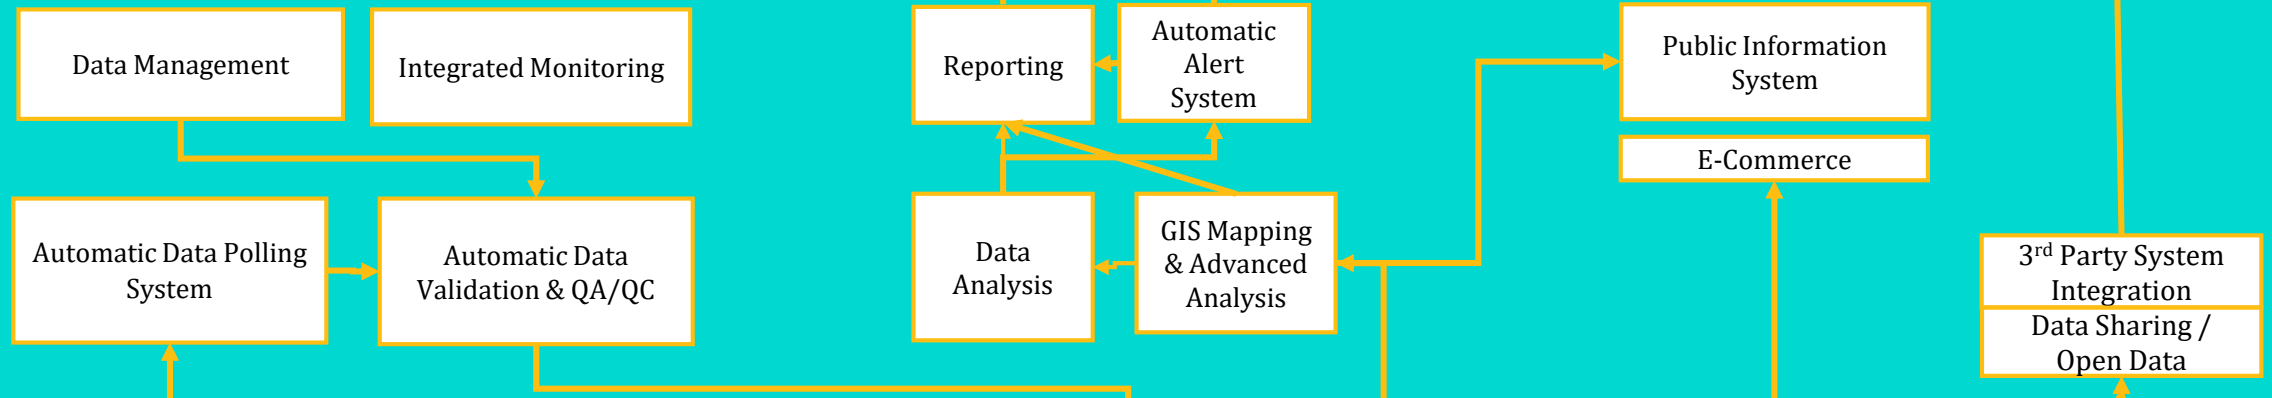 Data Management
Integrated Monitoring
Reporting
Automatic
Alert
System
Public Information
System
E-Commerce
Automatic Data Polling
System
Automatic Data
Validation & QA/QC
Data
Analysis
GIS Mapping
& Advanced
Analysis
3rd Party System
Integration
Data Sharing /
Open Data